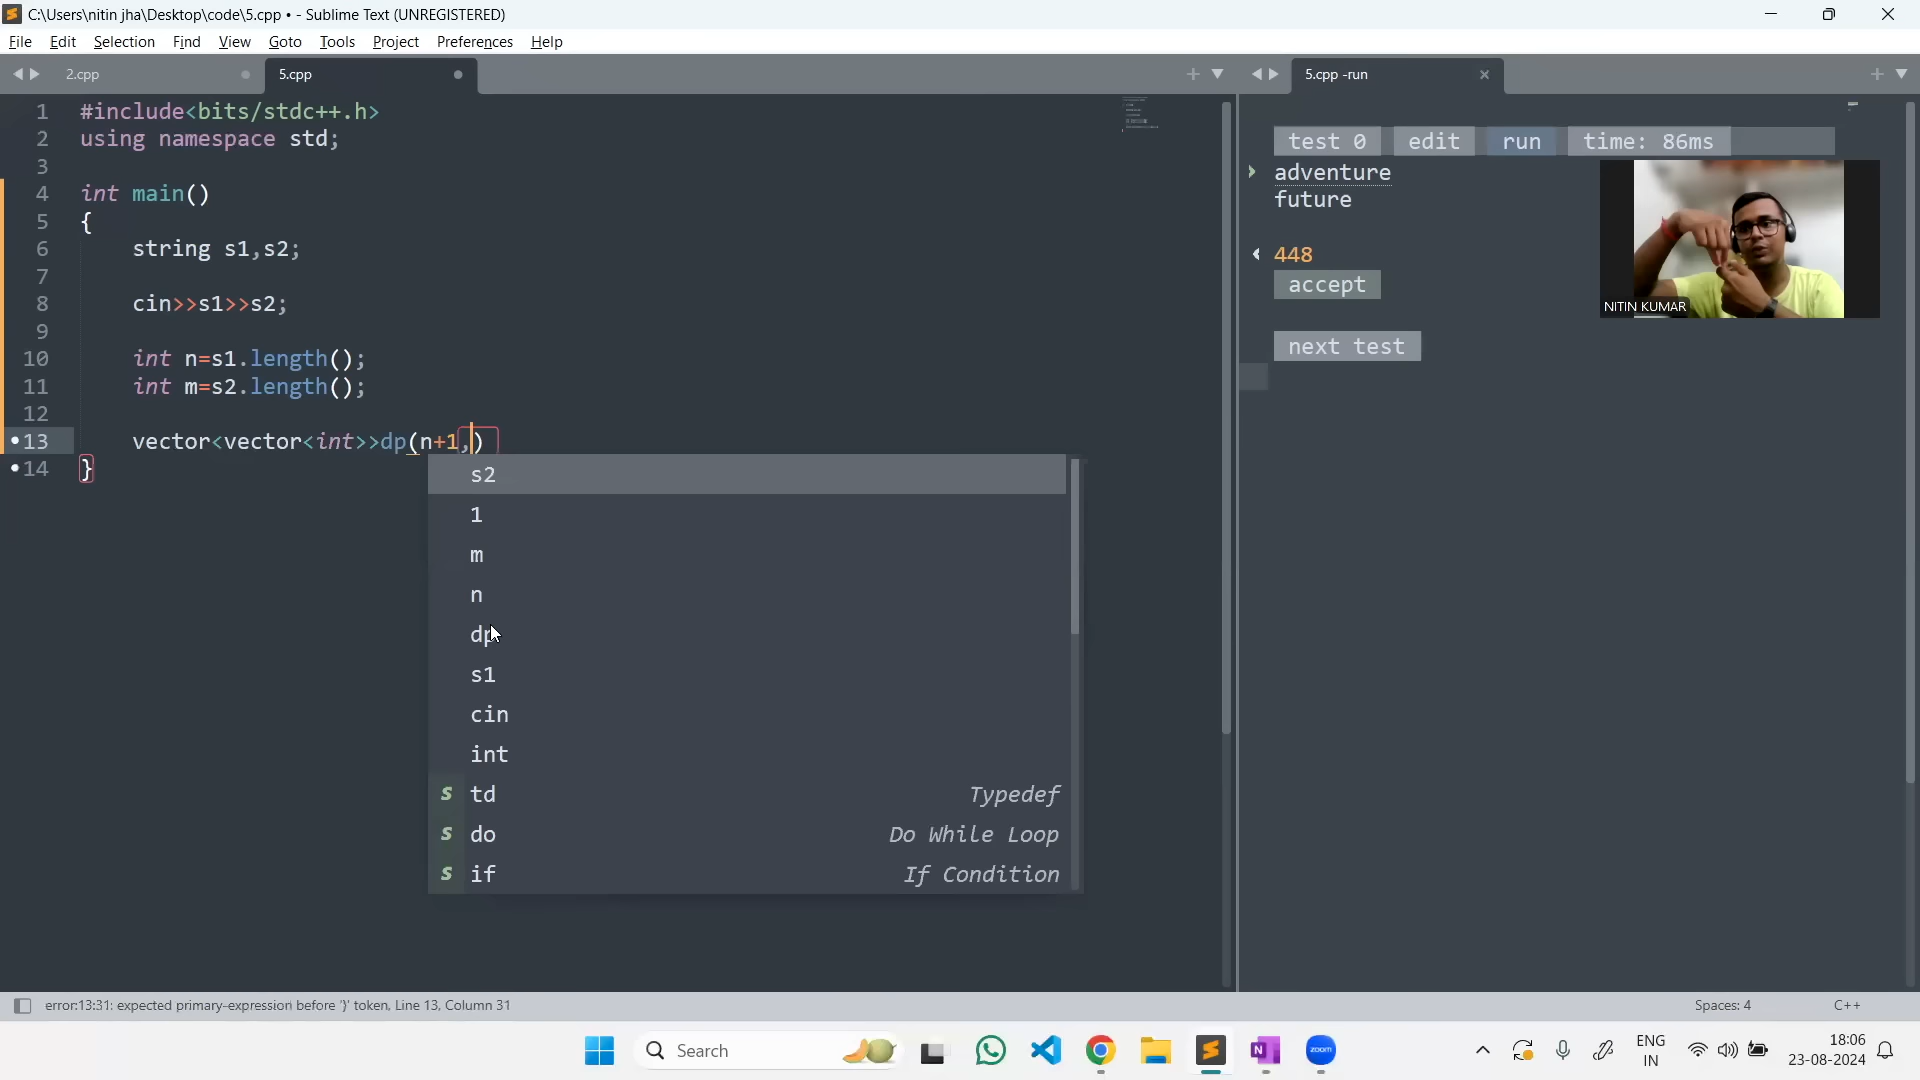 C:\Users\nitin jha\Desktop\code\5.cpp • - Sublime Text (UNREGISTERED)
File Edit Selection Find View Goto Tools Project Preferences Help
2.cpp
5.cpp
5.cpp -run
1 #include<bits/stdc++.h>
2 using namespace std;
3
4 int main()
5 {
6 string s1,s2;
7
8 cin>>s1>>s2;
9
10 int n=s1.length();
11 int m=s2.length();
12
13 vector<vector<int>>dp(n+1,)
14 }
s2
1
m
n
dp
s1
cin
int
s td Typedef
s do Do While Loop
s if If Condition
test 0 edit run time: 86ms
adventure
future
448
accept
next test
NITIN KUMAR
error:13:31: expected primary-expression before ')' token, Line 13, Column 31
Spaces: 4
C++
Search
zoom
ENG
IN
18:06
23-08-2024